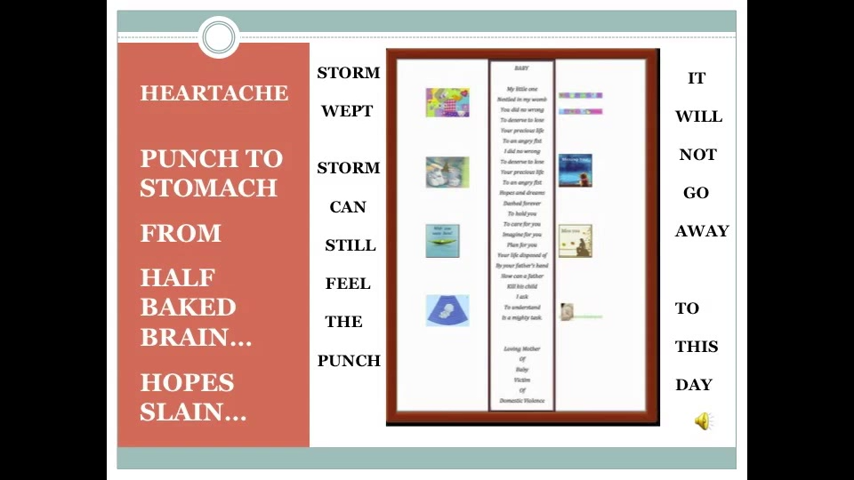 HEARTACHE
PUNCH TO
STOMACH
FROM
HALF
BAKED
BRAIN...
HOPES
SLAIN...
STORM
WEPT
STORM
CAN
STILL
FEEL
THE
PUNCH
BABY
My little one
Nestled in my womb
You did no wrong
To deserve to lose
Your precious life
To an angry fist
I did no wrong
To deserve to lose
Your precious life
To an angry fist
Hopes and dreams
Dashed forever
To hold you
To care for you
Imagine for you
Plan for you
Your life disposed of
By your father's hand
How can a father
Kill his child
I ask
To understand
Is a mighty task.
Loving Mother
Of
Baby
Victim
Of
Domestic Violence
Miss you
IT
WILL
NOT
GO
AWAY
TO
THIS
DAY